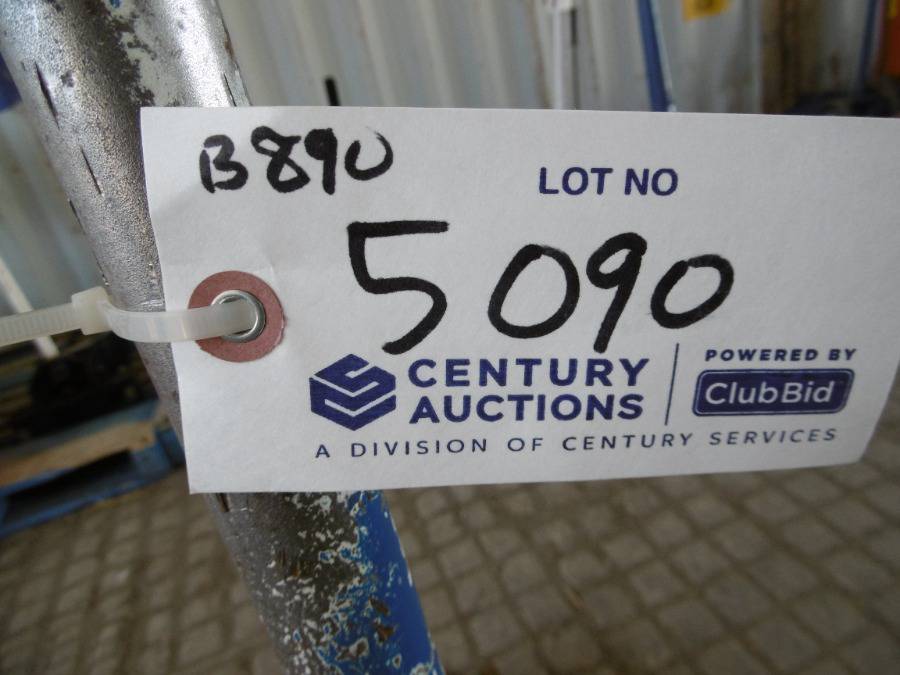 B890
LOT NO
5090
CENTURY
AUCTIONS
POWERED BY
ClubBid
A DIVISION OF CENTURY SERVICES